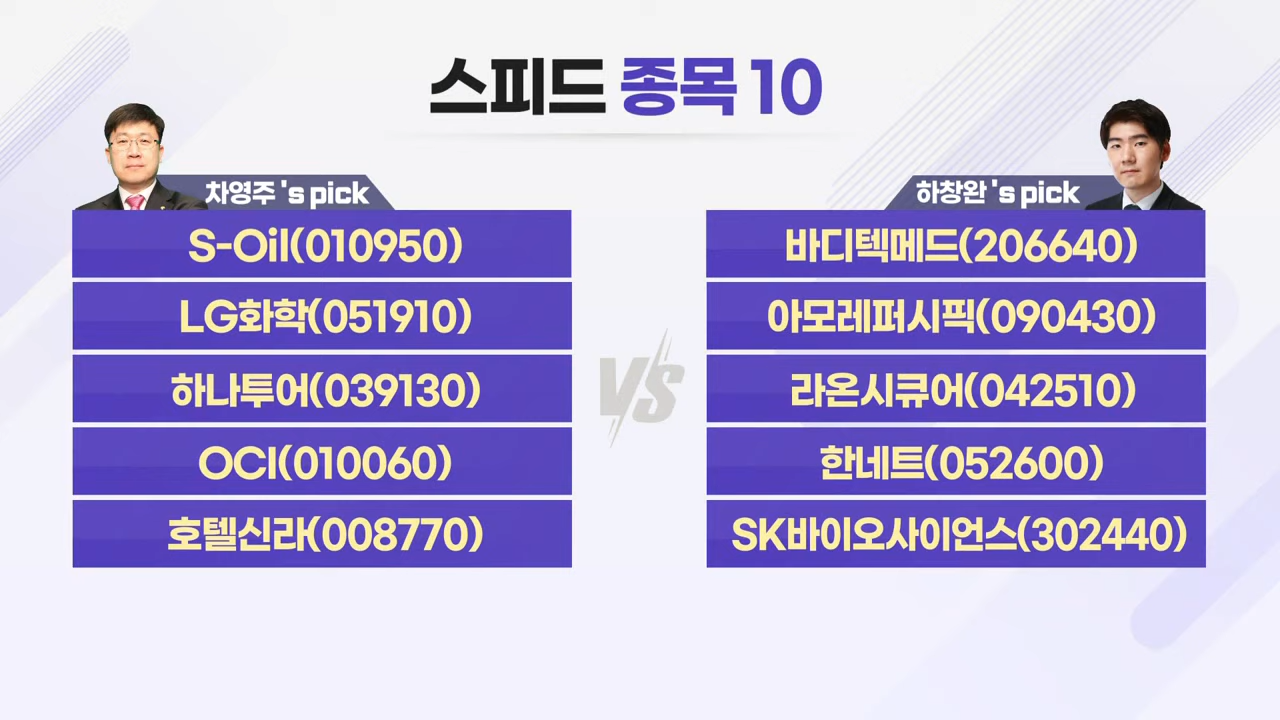 스피드 종목 10
차영주 's pick
S-Oil(010950)
LG화학(051910)
하나투어(039130)
OCI(010060)
호텔신라(008770)
VS
하창완 's pick
바디텍메드(206640)
아모레퍼시픽(090430)
라온시큐어(042510)
한네트(052600)
SK바이오사이언스(302440)